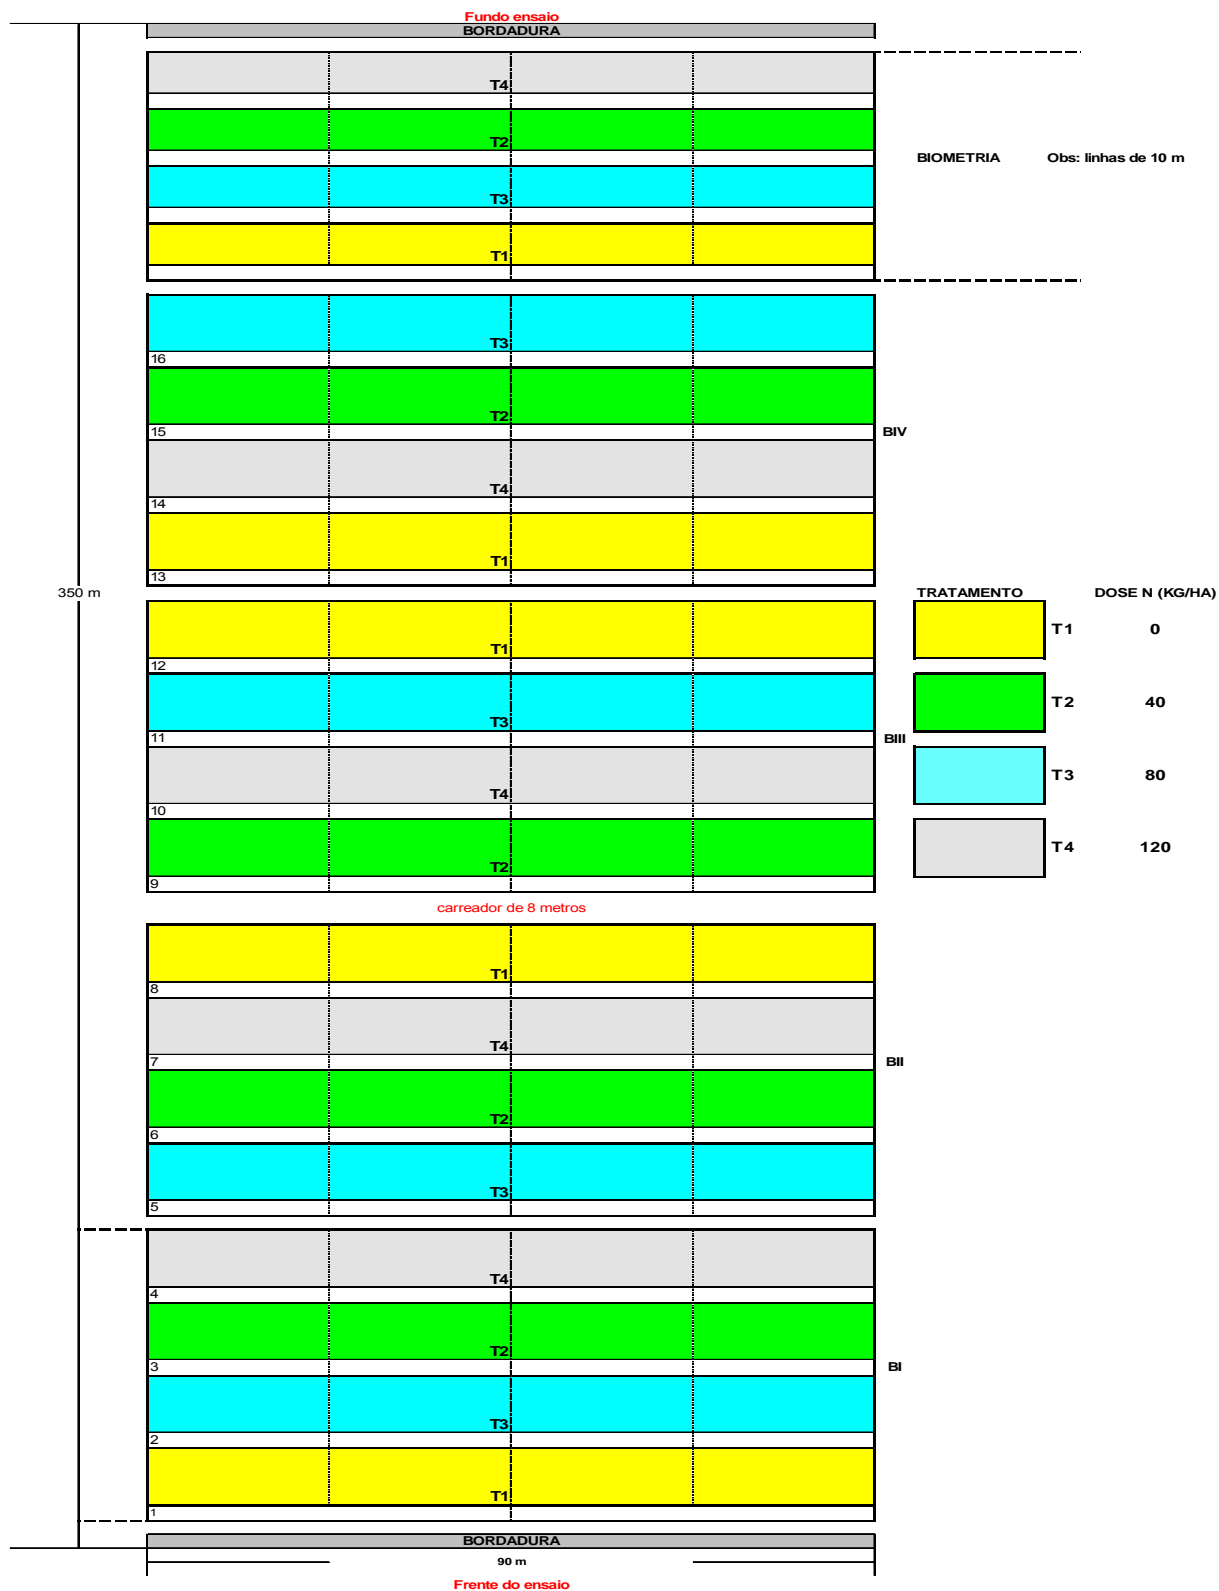 Fundo ensaio
BORDADURA
T4
T2
BIOMETRIA Obs: linhas de 10 m
T3
T1
T3
16
T2
15
BIV
T4
14
T1
13
350 m
TRATAMENTO DOSE N (KG/HA)
T1 0
T1
12
T2 40
T3
11
BIII
T3 80
T4
10
T4 120
T2
9
carreador de 8 metros
T1
8
T4
7
BII
T2
6
T3
5
T4
4
T2
3
BI
T3
2
T1
1
BORDADURA
90 m
Frente do ensaio